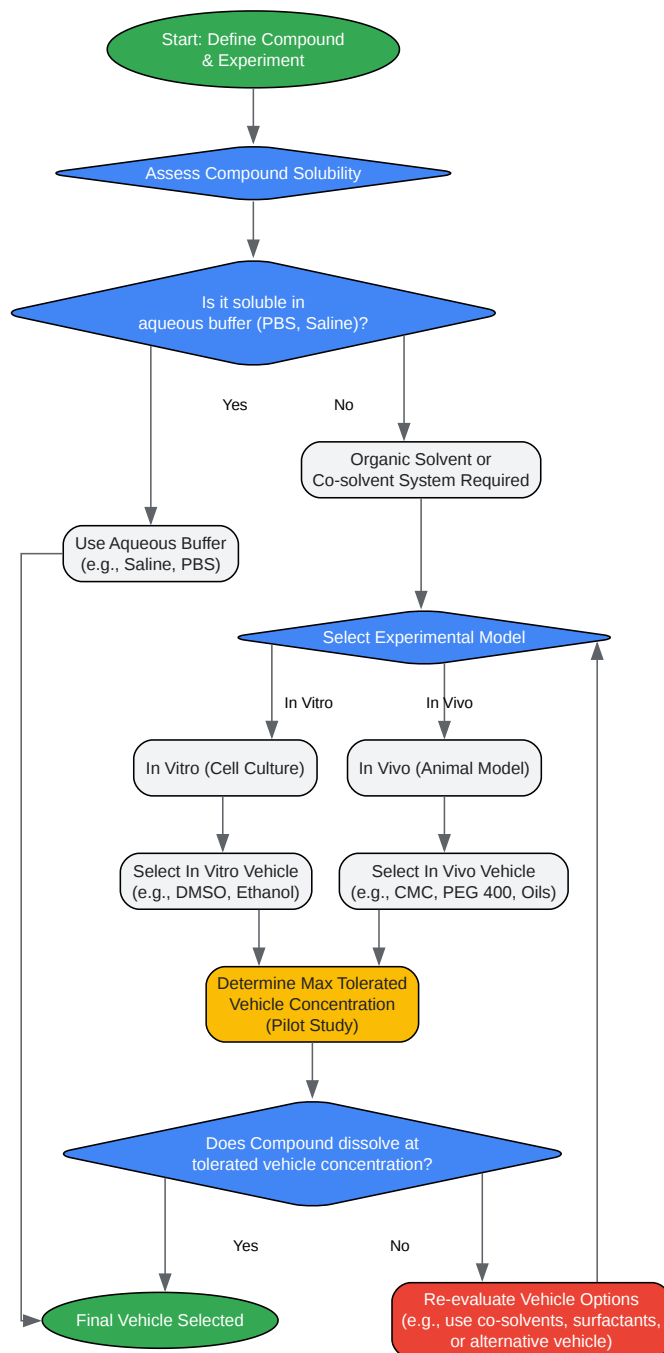 Start: Define Compound
& Experiment
Assess Compound Solubility
Is it soluble in
aqueous buffer (PBS, Saline)?
Yes
No
Organic Solvent or
Co-solvent System Required
Use Aqueous Buffer
(e.g., Saline, PBS)
Select Experimental Model
In Vitro
In Vivo
In Vitro (Cell Culture)
In Vivo (Animal Model)
Select In Vitro Vehicle
(e.g., DMSO, Ethanol)
Select In Vivo Vehicle
(e.g., CMC, PEG 400, Oils)
Determine Max Tolerated
Vehicle Concentration
(Pilot Study)
Does Compound dissolve at
tolerated vehicle concentration?
Yes
No
Final Vehicle Selected
Re-evaluate Vehicle Options
(e.g., use co-solvents, surfactants,
or alternative vehicle)